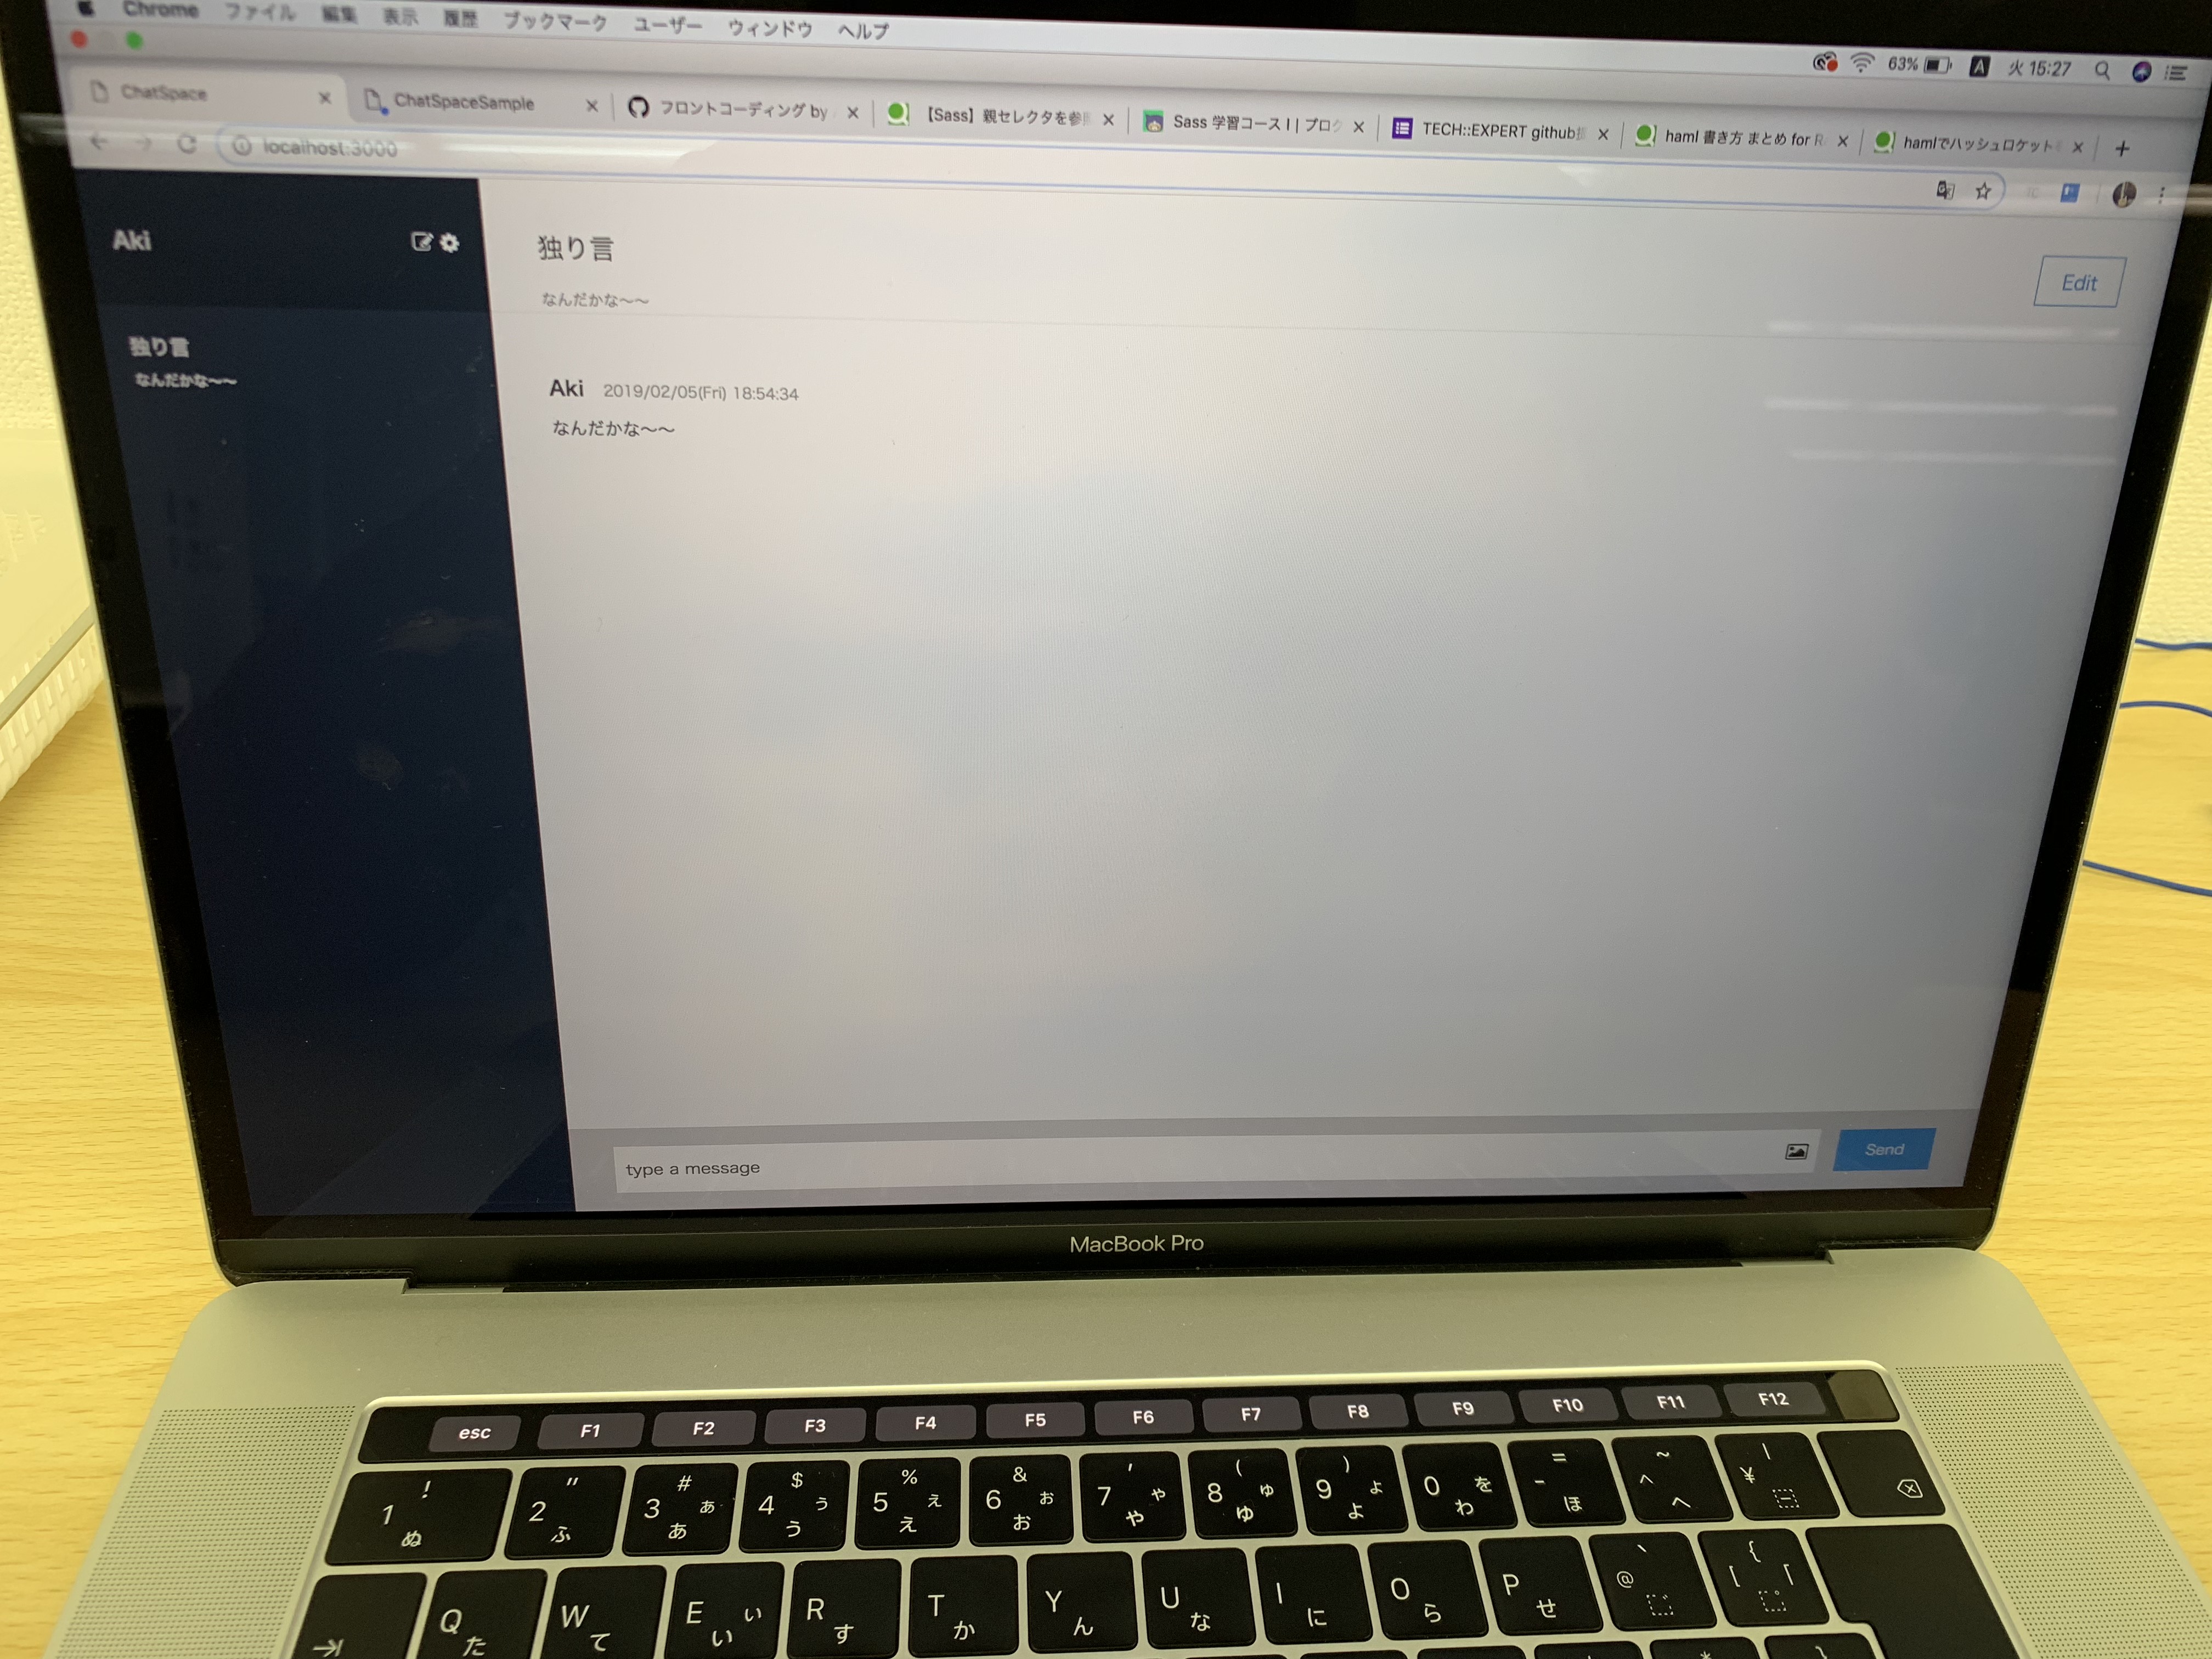 Chrome ファイル 編集 表示 履歴 ブックマーク ユーザー ウィンドウ ヘルプ
63% A 火 15:27
ChatSpace
ChatSpaceSample
フロントコーディング by
【Sass】親セレクタを参
Sass 学習コース I | プロク
TECH::EXPERT github
haml 書き方 まとめ for R
hamlでハッシュロケット
localhost:3000
Aki
独り言
なんだかな〜〜
独り言
なんだかな〜〜
Edit
Aki 2019/02/05(Fri) 18:54:34
なんだかな〜〜
type a message
Send
MacBook Pro
esc F1 F2 F3 F4 F5 F6 F7 F8 F9 F10 F11 F12
! " # $ % & ' ( ) = ~ |
1 ぬ 2 ふ 3 ぁ あ 4 ぅ う 5 ぇ え 6 ぉ お 7 ゃ や 8 ゅ ゆ 9 ょ よ 0 を わ - ほ ^ へ ¥
Q た W て E ぃ い R す T か Y ん U な I に O ら P せ @ ` [ { 「